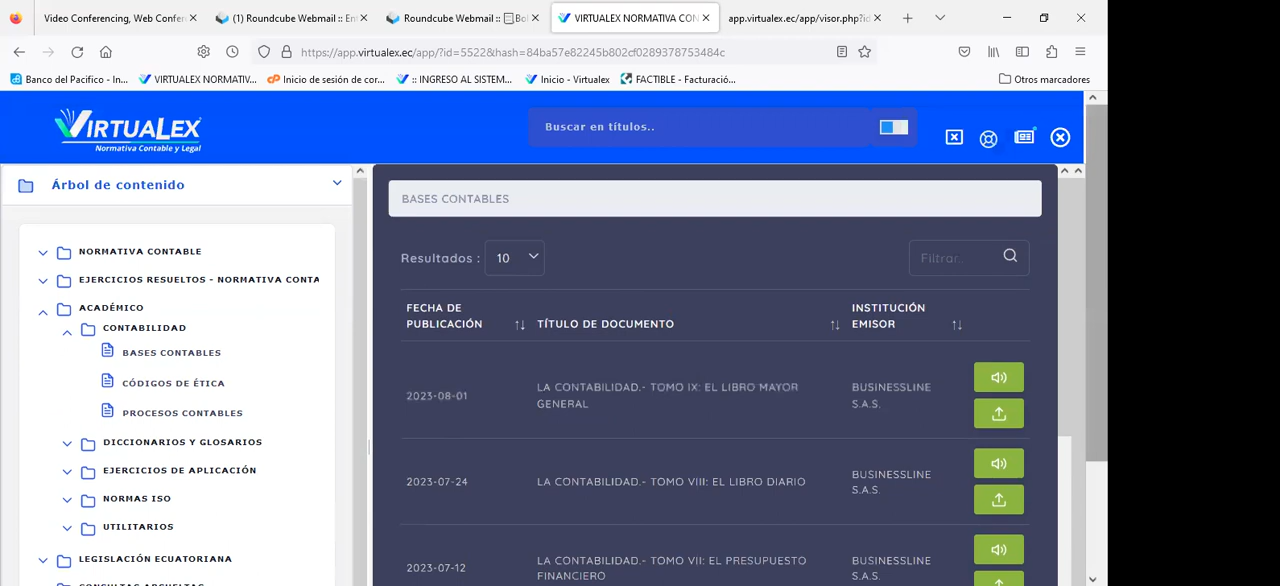 Video Conferencing, Web Confer
(1) Roundcube Webmail :: En
Roundcube Webmail :: Bo
VIRTUALEX NORMATIVA CON
app.virtualex.ec/app/visor.php?id
https://app.virtualex.ec/app/?id=5522&hash=84ba57e82245b802cf0289378753484c
Banco del Pacifico - In...
VIRTUALEX NORMATIV...
Inicio de sesión de cor...
:: INGRESO AL SISTEM...
Inicio - Virtualex
FACTIBLE - Facturació...
Otros marcadores
VIRTUALEX
Normativa Contable y Legal
Buscar en títulos..
Árbol de contenido
NORMATIVA CONTABLE
EJERCICIOS RESUELTOS - NORMATIVA CONTA
ACADÉMICO
CONTABILIDAD
BASES CONTABLES
CÓDIGOS DE ÉTICA
PROCESOS CONTABLES
DICCIONARIOS Y GLOSARIOS
EJERCICIOS DE APLICACIÓN
NORMAS ISO
UTILITARIOS
LEGISLACIÓN ECUATORIANA
CONSULTAS ABSUELTAS
BASES CONTABLES
Resultados : 10
Filtrar..
FECHA DE
PUBLICACIÓN
TÍTULO DE DOCUMENTO
INSTITUCIÓN
EMISOR
2023-08-01
LA CONTABILIDAD.- TOMO IX: EL LIBRO MAYOR
GENERAL
BUSINESSLINE
S.A.S.
2023-07-24
LA CONTABILIDAD.- TOMO VIII: EL LIBRO DIARIO
BUSINESSLINE
S.A.S.
2023-07-12
LA CONTABILIDAD.- TOMO VII: EL PRESUPUESTO
FINANCIERO
BUSINESSLINE
S.A.S.